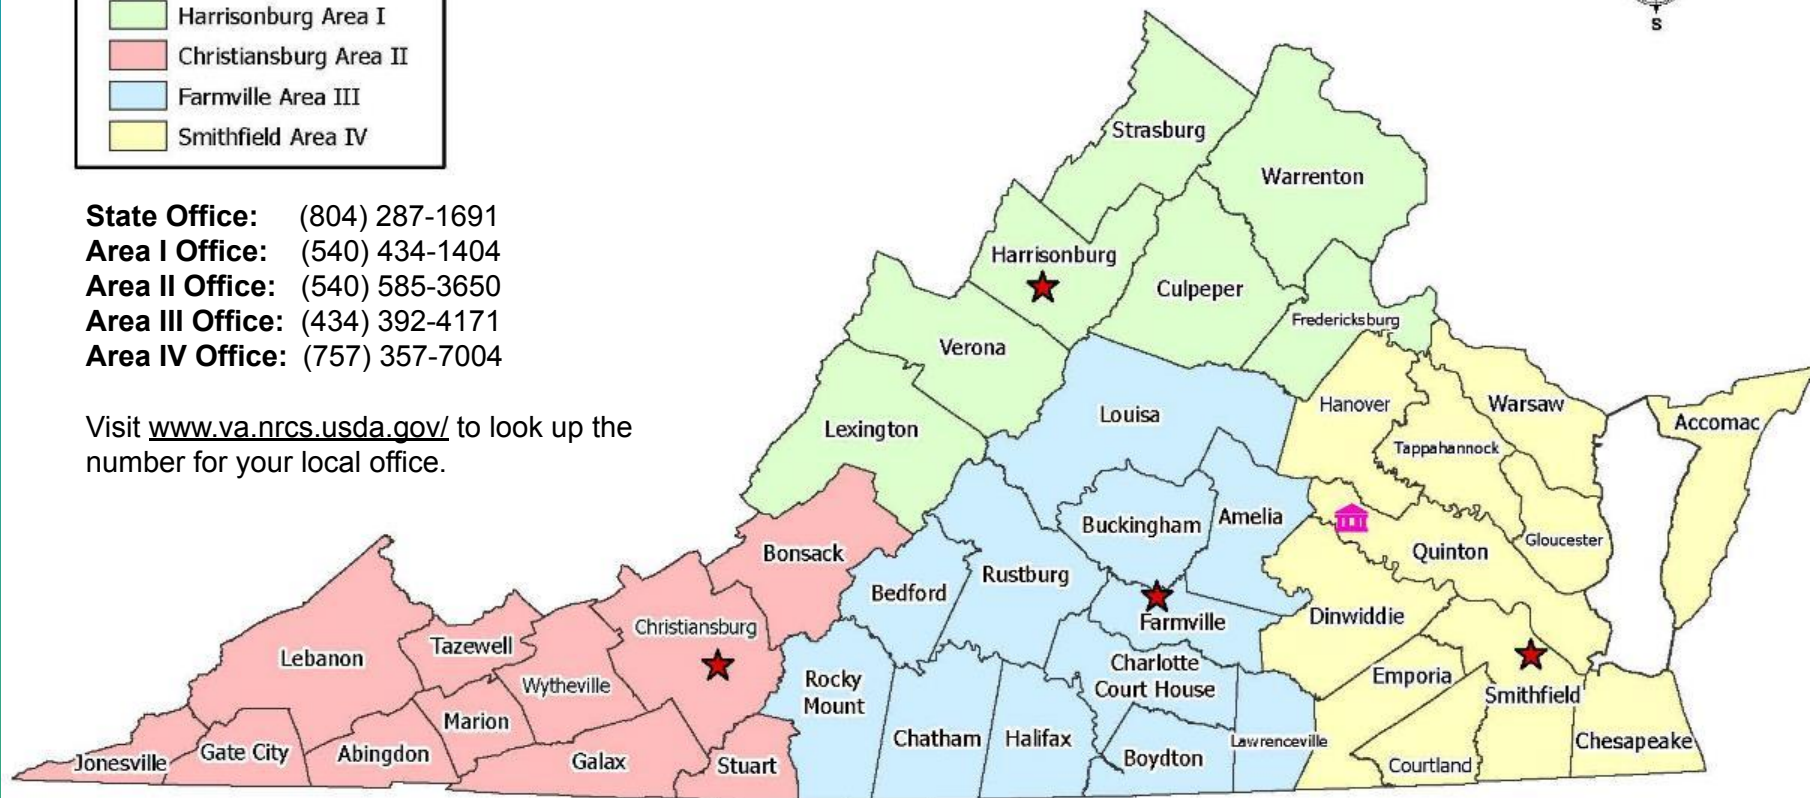 Harrisonburg Area I
Christiansburg Area II
Farmville Area III
Smithfield Area IV
S
State Office: (804) 287-1691
Area I Office: (540) 434-1404
Area II Office: (540) 585-3650
Area III Office: (434) 392-4171
Area IV Office: (757) 357-7004
Visit www.va.nrcs.usda.gov/ to look up the
number for your local office.
Strasburg
Warrenton
Harrisonburg
Culpeper
Fredericksburg
Verona
Lexington
Louisa
Hanover
Warsaw
Accomac
Tappahannock
Buckingham
Amelia
Quinton
Gloucester
Bonsack
Bedford
Rustburg
Farmville
Dinwiddie
Christiansburg
Lebanon
Tazewell
Wytheville
Charlotte
Court House
Emporia
Smithfield
Rocky
Mount
Marion
Jonesville
Gate City
Abingdon
Galax
Stuart
Chatham
Halifax
Boydton
Lawrenceville
Courtland
Chesapeake